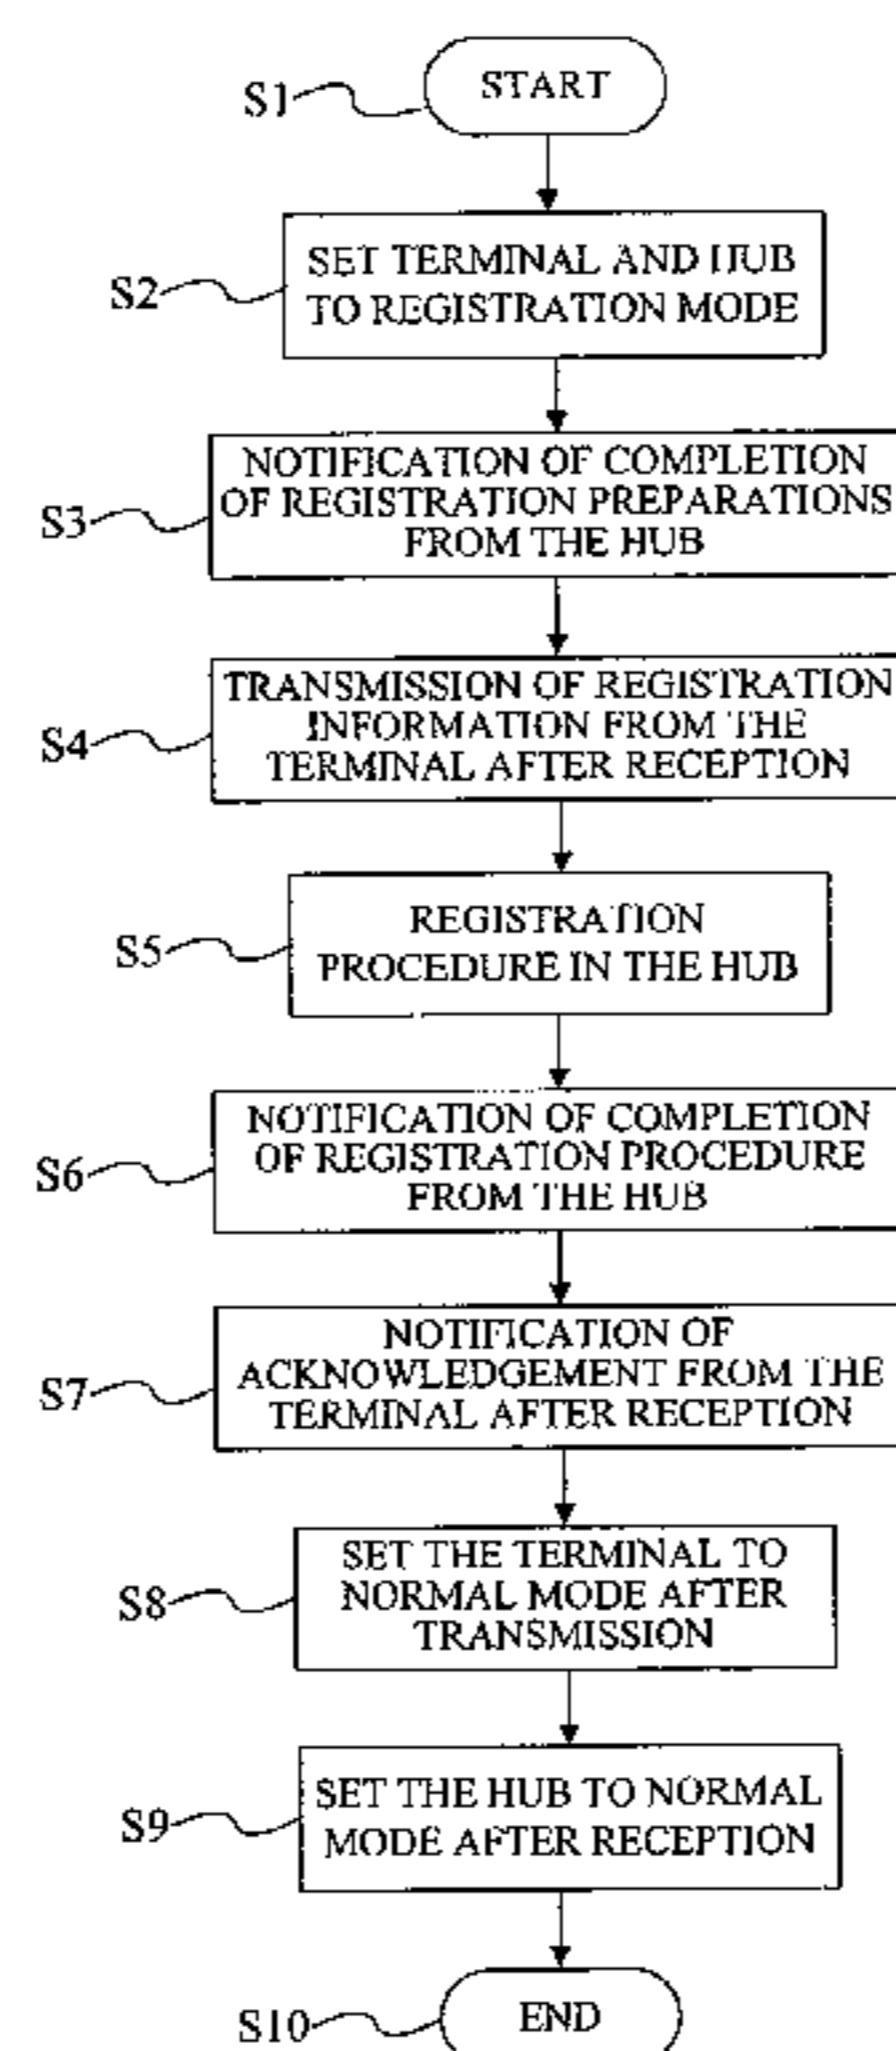 S1
START
S2
SET TERMINAL AND HUB
TO REGISTRATION MODE
S3
NOTIFICATION OF COMPLETION
OF REGISTRATION PREPARATIONS
FROM THE HUB
S4
TRANSMISSION OF REGISTRATION
INFORMATION FROM THE
TERMINAL AFTER RECEPTION
S5
REGISTRATION
PROCEDURE IN THE HUB
S6
NOTIFICATION OF COMPLETION
OF REGISTRATION PROCEDURE
FROM THE HUB
S7
NOTIFICATION OF
ACKNOWLEDGEMENT FROM THE
TERMINAL AFTER RECEPTION
S8
SET THE TERMINAL TO
NORMAL MODE AFTER
TRANSMISSION
S9
SET THE HUB TO NORMAL
MODE AFTER RECEPTION
S10
END